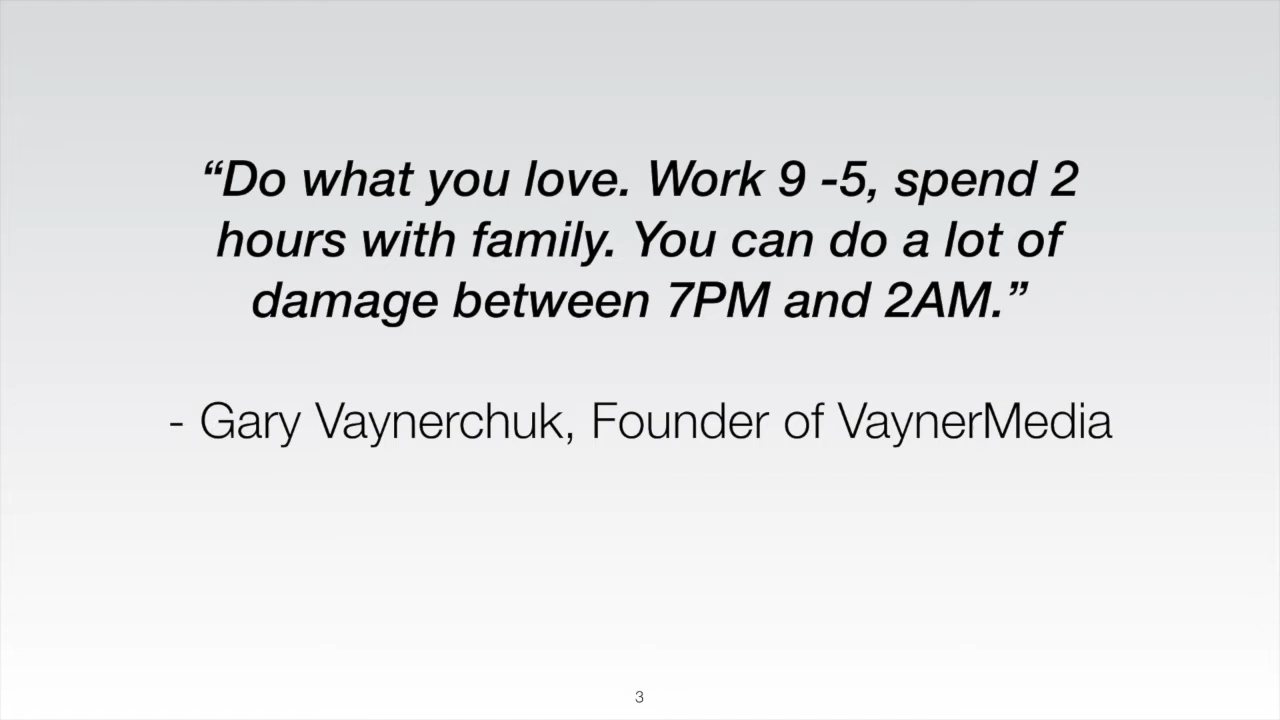 “Do what you love. Work 9 -5, spend 2
hours with family. You can do a lot of
damage between 7PM and 2AM.”
- Gary Vaynerchuk, Founder of VaynerMedia
3